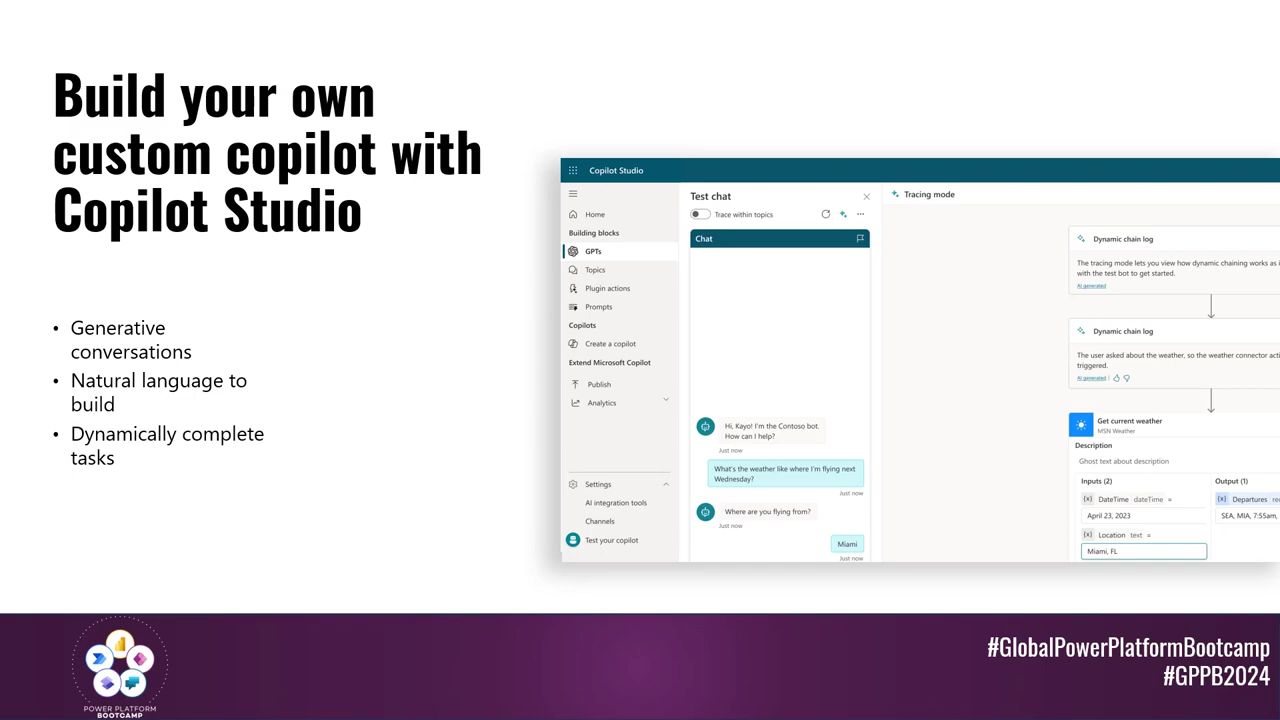 Build your own
custom copilot with
Copilot Studio
• Generative
conversations
• Natural language to
build
• Dynamically complete
tasks
Copilot Studio
Home
Building blocks
GPTs
Topics
Plugin actions
Prompts
Copilots
Create a copilot
Extend Microsoft Copilot
Publish
Analytics
Settings
AI integration tools
Channels
Test your copilot
Test chat
Trace within topics
Chat
Hi, Kayo! I'm the Contoso bot.
How can I help?
Just now
What's the weather like where I'm flying next
Wednesday?
Just now
Where are you flying from?
Just now
Miami
Just now
Tracing mode
Dynamic chain log
The tracing mode lets you view how dynamic chaining works as
with the test bot to get started.
AI generated
Dynamic chain log
The user asked about the weather, so the weather connector
triggered.
AI generated
Get current weather
MSN Weather
Description
Ghost text about description
Inputs (2)
{x} DateTime dateTime =
April 23, 2023
{x} Location text =
Miami, FL
Output (1)
{x} Departures
SEA, MIA, 7:55am,
POWER PLATFORM
BOOTCAMP
#GlobalPowerPlatformBootcamp
#GPPB2024